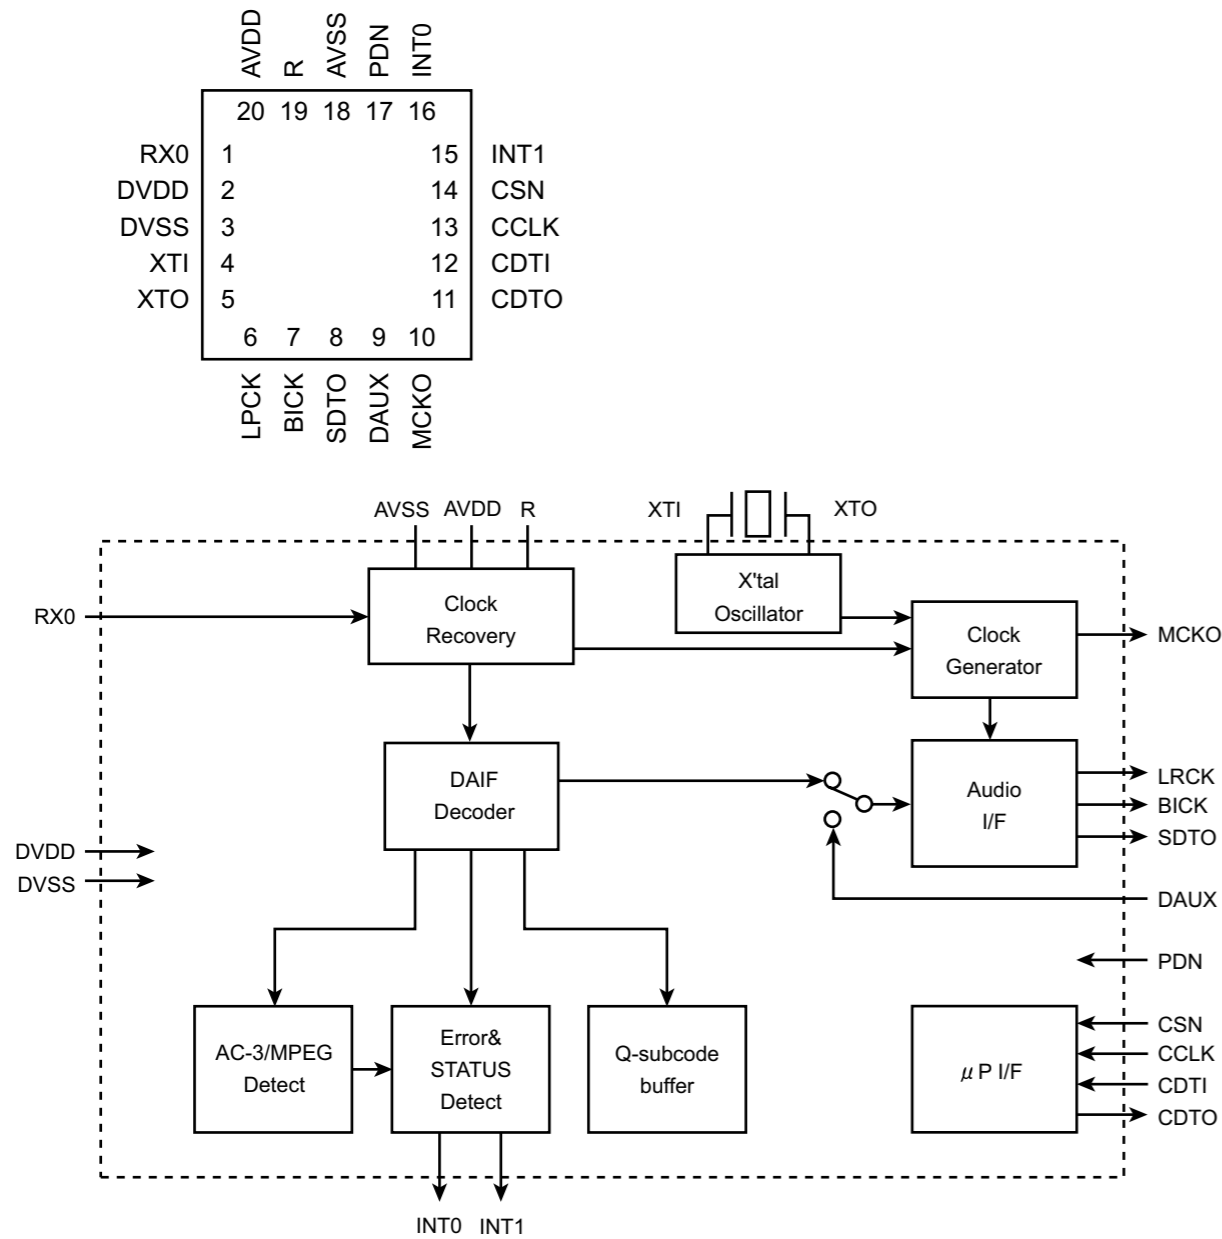 AVDD
R
AVSS
PDN
INT0
20 19 18 17 16
RX0 1 15 INT1
DVDD 2 14 CSN
DVSS 3 13 CCLK
XTI 4 12 CDTI
XTO 5 11 CDTO
6 7 8 9 10
LPCK
BICK
SDTO
DAUX
MCKO
AVSS AVDD R
XTI XTO
RX0
Clock
Recovery
X'tal
Oscillator
Clock
Generator
MCKO
DAIF
Decoder
Audio
I/F
LRCK
BICK
SDTO
DVDD
DVSS
DAUX
PDN
AC-3/MPEG
Detect
Error&
STATUS
Detect
Q-subcode
buffer
μP I/F
CSN
CCLK
CDTI
CDTO
INT0 INT1